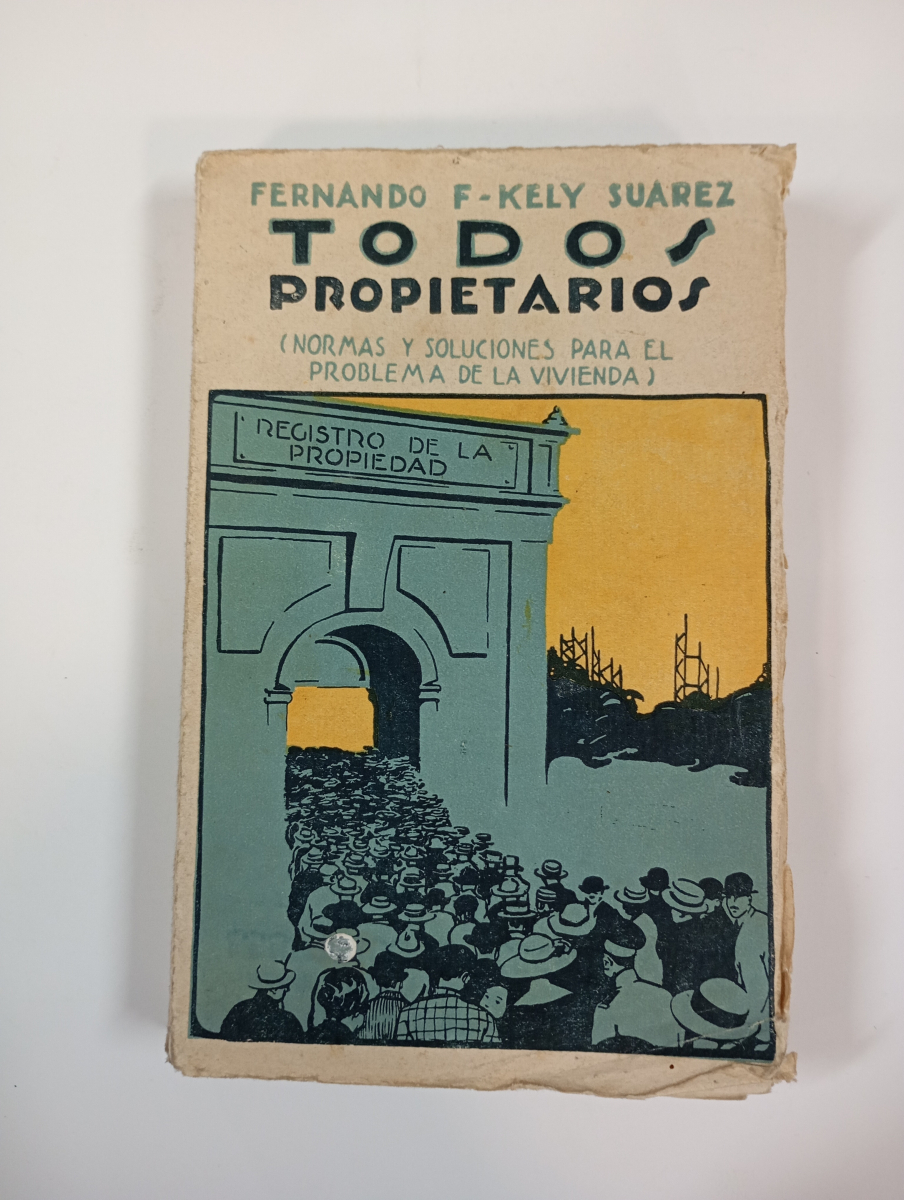 FERNANDO F-KELY SUAREZ
TODOS
PROPIETARIOS
(NORMAS Y SOLUCIONES PARA EL
PROBLEMA DE LA VIVIENDA)
REGISTRO DE LA
PROPIEDAD